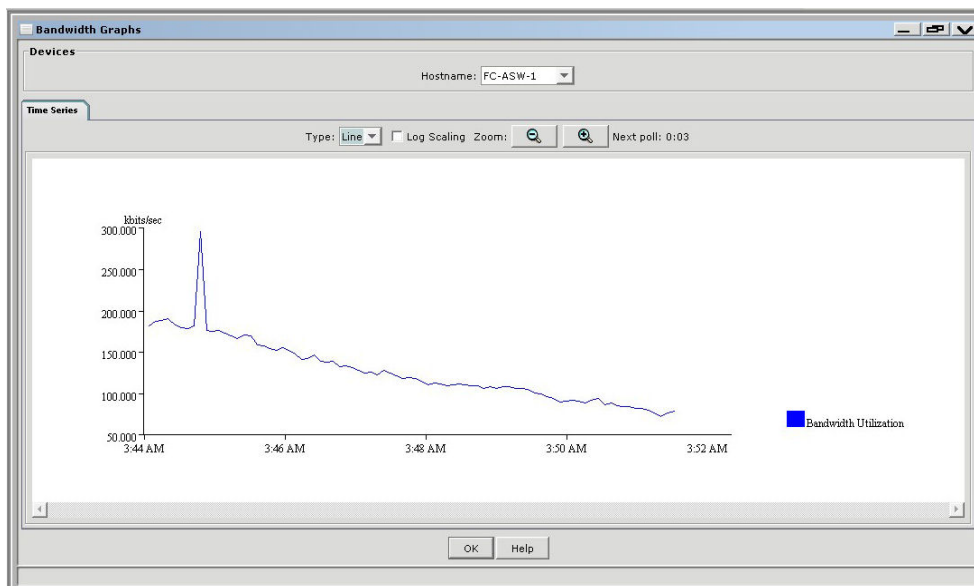 Bandwidth Graphs
Devices
Hostname: FC-ASW-1
Time Series
Type: Line Log Scaling Zoom: Next poll: 0:03
kbits/sec
300.000
250.000
200.000
150.000
100.000
50.000
3:44 AM 3:46 AM 3:48 AM 3:50 AM 3:52 AM
Bandwidth Utilization
OK Help